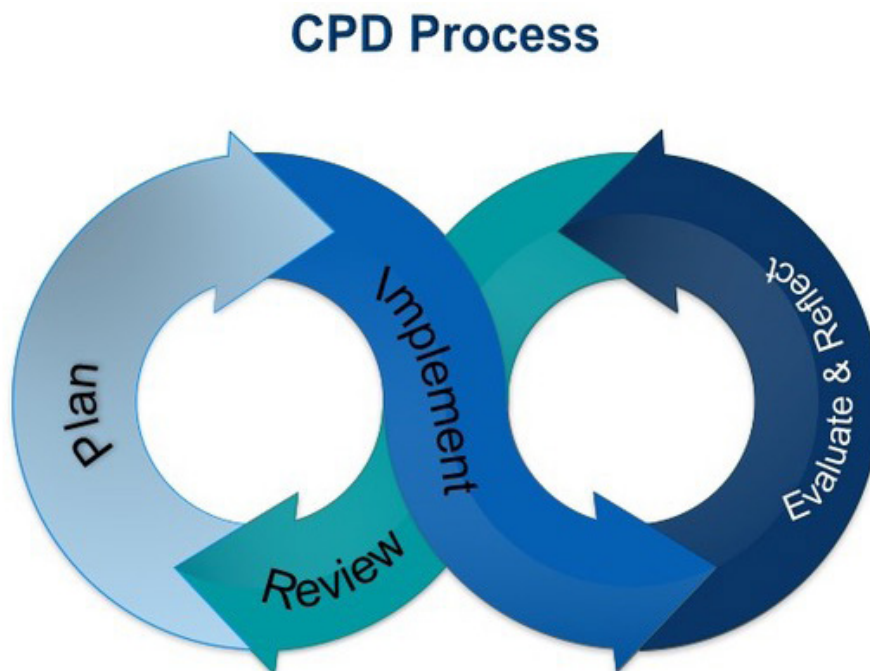 CPD Process
Plan
Implement
Evaluate & Reflect
Review